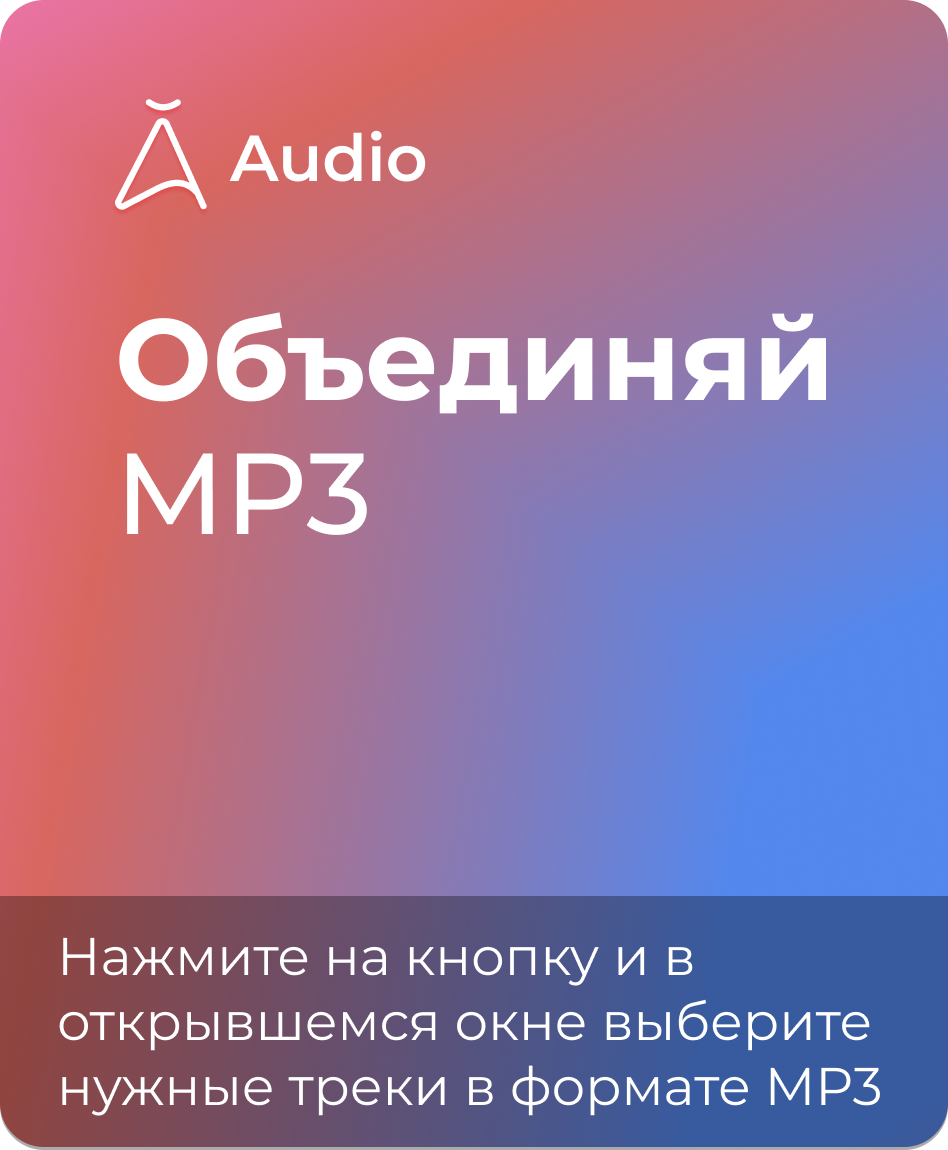 Audio
Объединяй
MP3
Нажмите на кнопку и в
открывшемся окне выберите
нужные треки в формате MP3